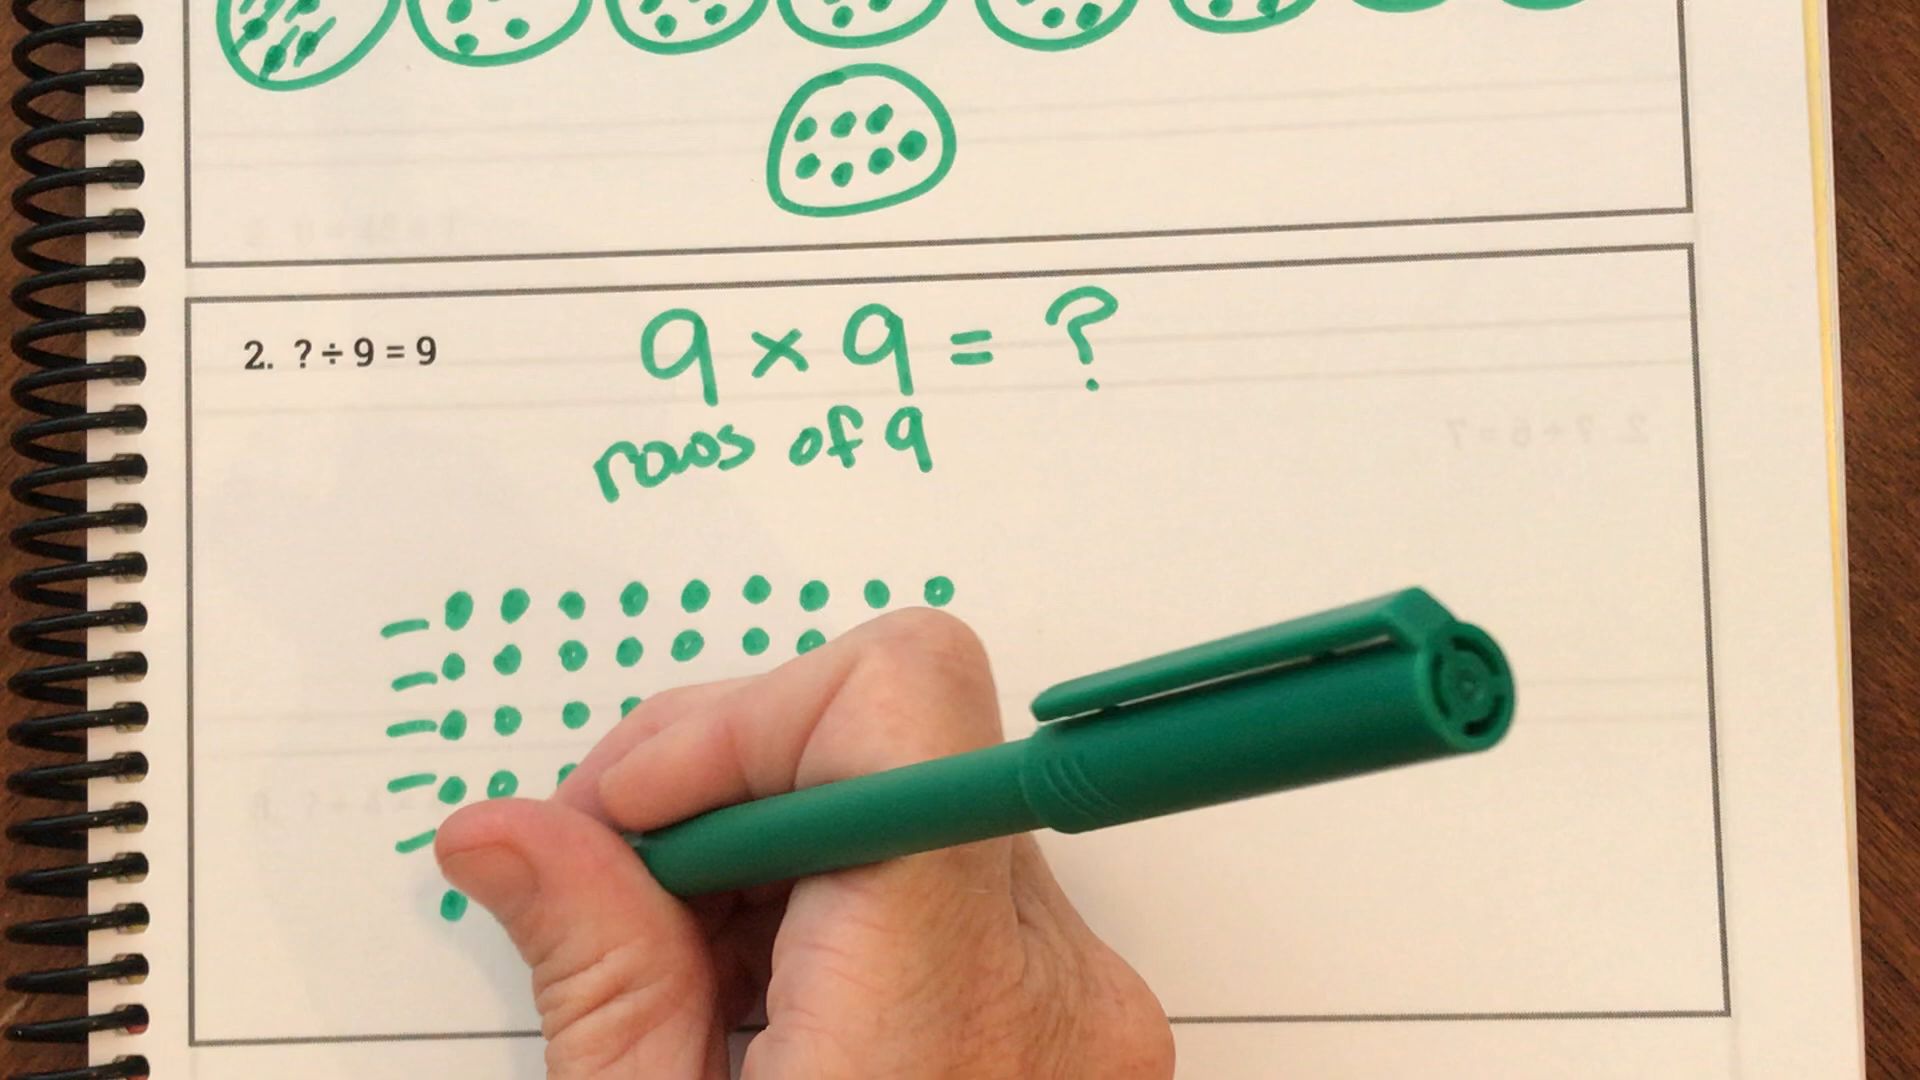 2. ? ÷ 9 = 9
9 × 9 = ?
rows of 9